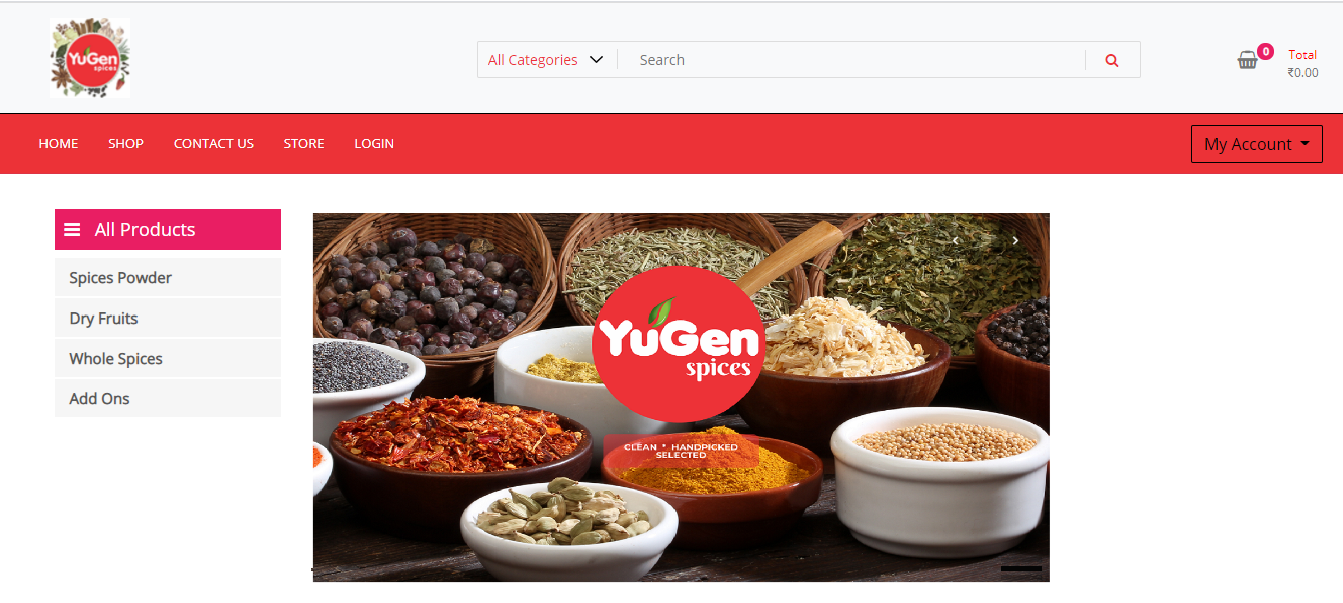 YuGen
spices
All Categories
Search
0
Total
₹0.00
HOME
SHOP
CONTACT US
STORE
LOGIN
My Account
All Products
Spices Powder
Dry Fruits
Whole Spices
Add Ons
YuGen
spices
CLEAN * HANDPICKED
SELECTED